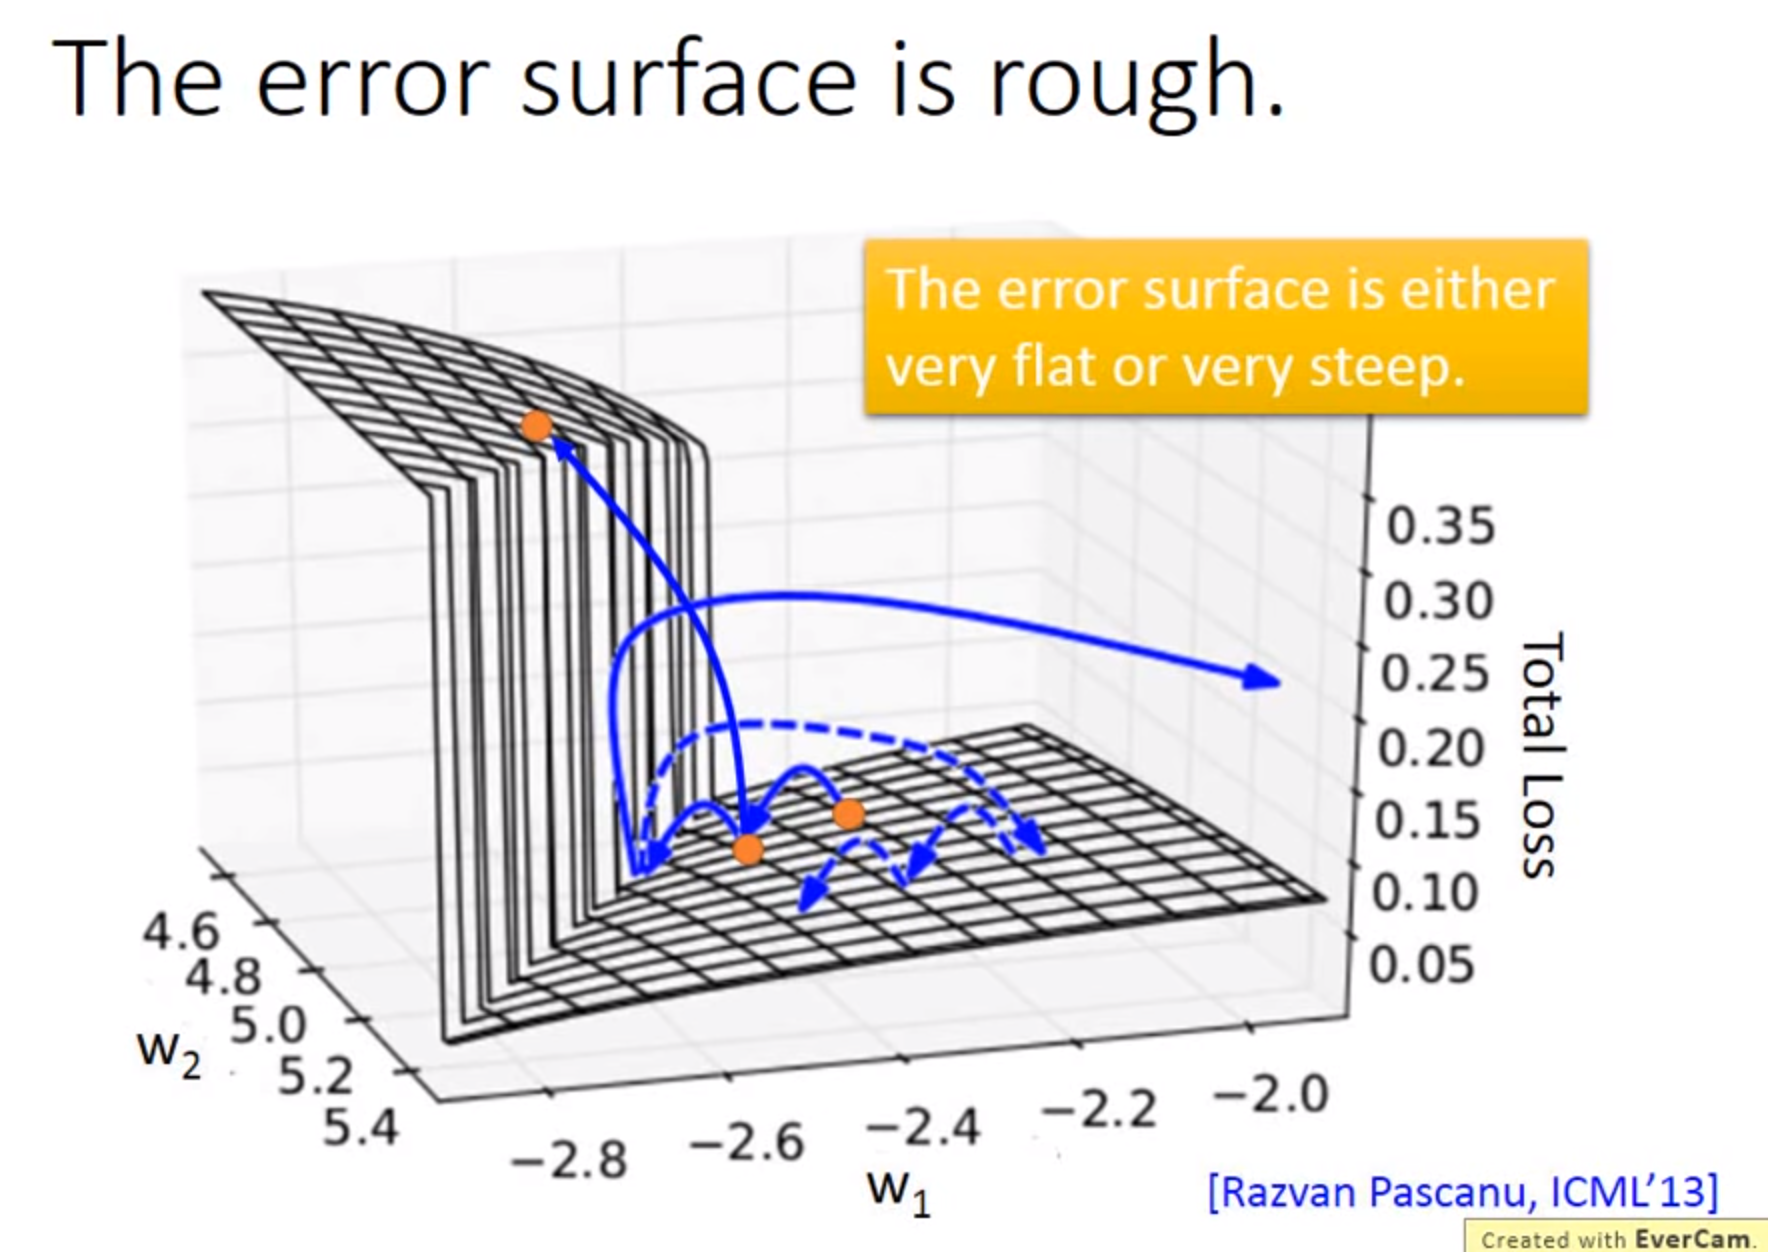 The error surface is rough.
The error surface is either
very flat or very steep.
0.35
0.30
0.25
0.20
0.15
0.10
0.05
Total Loss
4.6
4.8
5.0
5.2
5.4
w2
−2.8
−2.6
−2.4
−2.2
−2.0
w1
[Razvan Pascanu, ICML’13]
Created with EverCam.